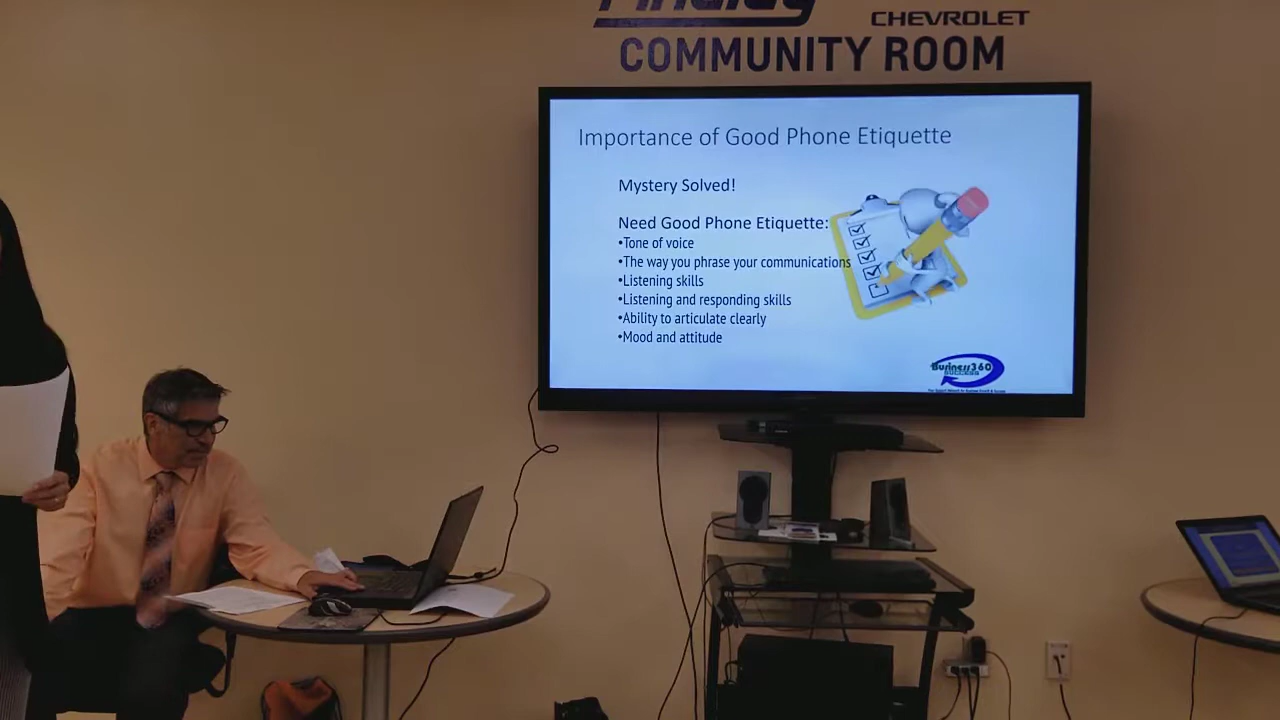 Findlay
CHEVROLET
COMMUNITY ROOM
Importance of Good Phone Etiquette
Mystery Solved!
Need Good Phone Etiquette:
•Tone of voice
•The way you phrase your communications
•Listening skills
•Listening and responding skills
•Ability to articulate clearly
•Mood and attitude
Business360
SUCCESS